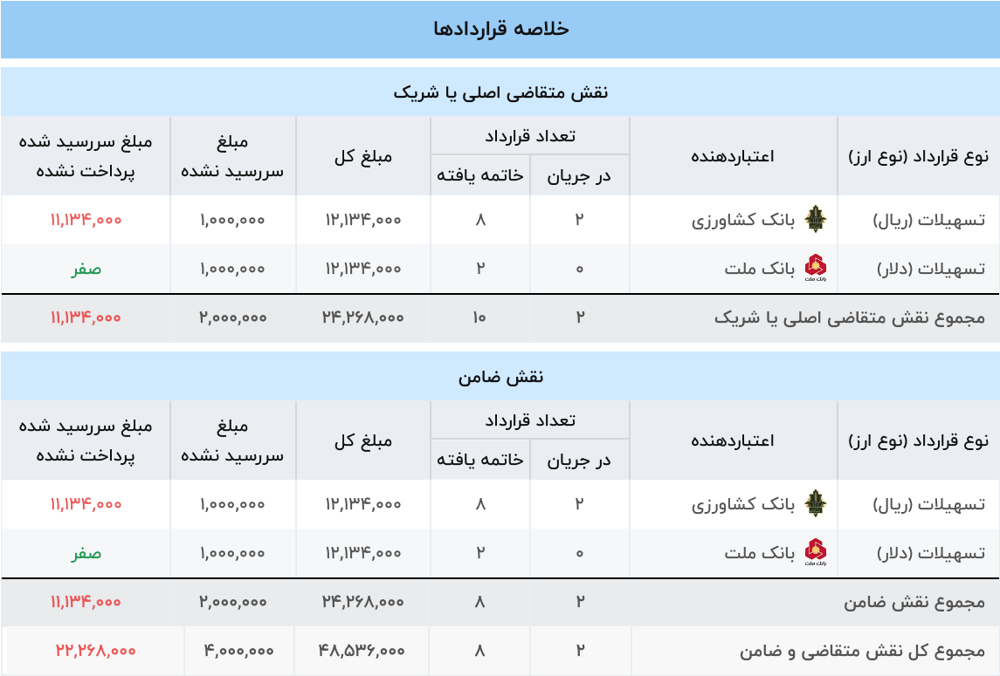 خلاصه قراردادها
نقش متقاضی اصلی یا شریک
نوع قرارداد (نوع ارز) اعتباردهنده تعداد قرارداد در جریان خاتمه یافته مبلغ کل مبلغ سررسید نشده مبلغ سررسید شده پرداخت نشده
تسهیلات (ریال) بانک کشاورزی ۲ ۸ ۱۲,۱۳۴,۰۰۰ ۱,۰۰۰,۰۰۰ ۱۱,۱۳۴,۰۰۰
تسهیلات (دلار) بانک ملت بانک ملت ۰ ۲ ۱۲,۱۳۴,۰۰۰ ۱,۰۰۰,۰۰۰ صفر
مجموع نقش متقاضی اصلی یا شریک ۲ ۱۰ ۲۴,۲۶۸,۰۰۰ ۲,۰۰۰,۰۰۰ ۱۱,۱۳۴,۰۰۰
نقش ضامن
نوع قرارداد (نوع ارز) اعتباردهنده تعداد قرارداد در جریان خاتمه یافته مبلغ کل مبلغ سررسید نشده مبلغ سررسید شده پرداخت نشده
تسهیلات (ریال) بانک کشاورزی ۲ ۸ ۱۲,۱۳۴,۰۰۰ ۱,۰۰۰,۰۰۰ ۱۱,۱۳۴,۰۰۰
تسهیلات (دلار) بانک ملت بانک ملت ۰ ۲ ۱۲,۱۳۴,۰۰۰ ۱,۰۰۰,۰۰۰ صفر
مجموع نقش ضامن ۲ ۸ ۲۴,۲۶۸,۰۰۰ ۲,۰۰۰,۰۰۰ ۱۱,۱۳۴,۰۰۰
مجموع کل نقش متقاضی و ضامن ۲ ۸ ۴۸,۵۳۶,۰۰۰ ۴,۰۰۰,۰۰۰ ۲۲,۲۶۸,۰۰۰